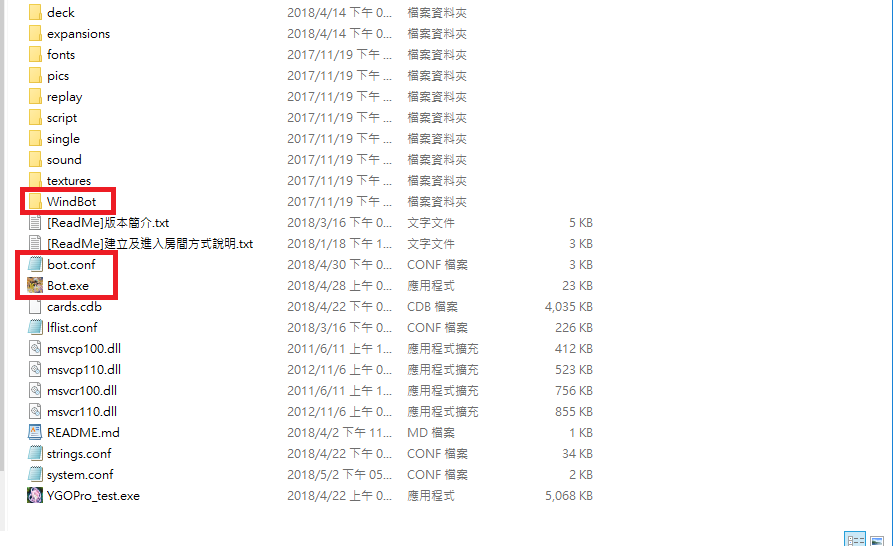 deck 2018/4/14 下午 0... 檔案資料夾
expansions 2018/4/14 下午 0... 檔案資料夾
fonts 2017/11/19 下午 ... 檔案資料夾
pics 2017/11/19 下午 ... 檔案資料夾
replay 2017/11/19 下午 ... 檔案資料夾
script 2017/11/19 下午 ... 檔案資料夾
single 2017/11/19 下午 ... 檔案資料夾
sound 2017/11/19 下午 ... 檔案資料夾
textures 2017/11/19 下午 ... 檔案資料夾
WindBot 2017/11/19 下午 ... 檔案資料夾
[ReadMe]版本簡介.txt 2018/3/16 下午 0... 文字文件 5 KB
[ReadMe]建立及進入房間方式說明.txt 2018/1/18 下午 1... 文字文件 3 KB
bot.conf 2018/4/30 下午 0... CONF 檔案 3 KB
Bot.exe 2018/4/28 上午 0... 應用程式 23 KB
cards.cdb 2018/4/22 下午 0... CDB 檔案 4,035 KB
lflist.conf 2018/3/16 下午 0... CONF 檔案 226 KB
msvcp100.dll 2011/6/11 上午 1... 應用程式擴充 412 KB
msvcp110.dll 2012/11/6 下午 0... 應用程式擴充 523 KB
msvcr100.dll 2011/6/11 上午 1... 應用程式擴充 756 KB
msvcr110.dll 2012/11/6 上午 0... 應用程式擴充 855 KB
README.md 2018/4/2 下午 11... MD 檔案 1 KB
strings.conf 2018/4/22 下午 0... CONF 檔案 34 KB
system.conf 2018/5/2 下午 05... CONF 檔案 2 KB
YGOPro_test.exe 2018/4/22 上午 0... 應用程式 5,068 KB